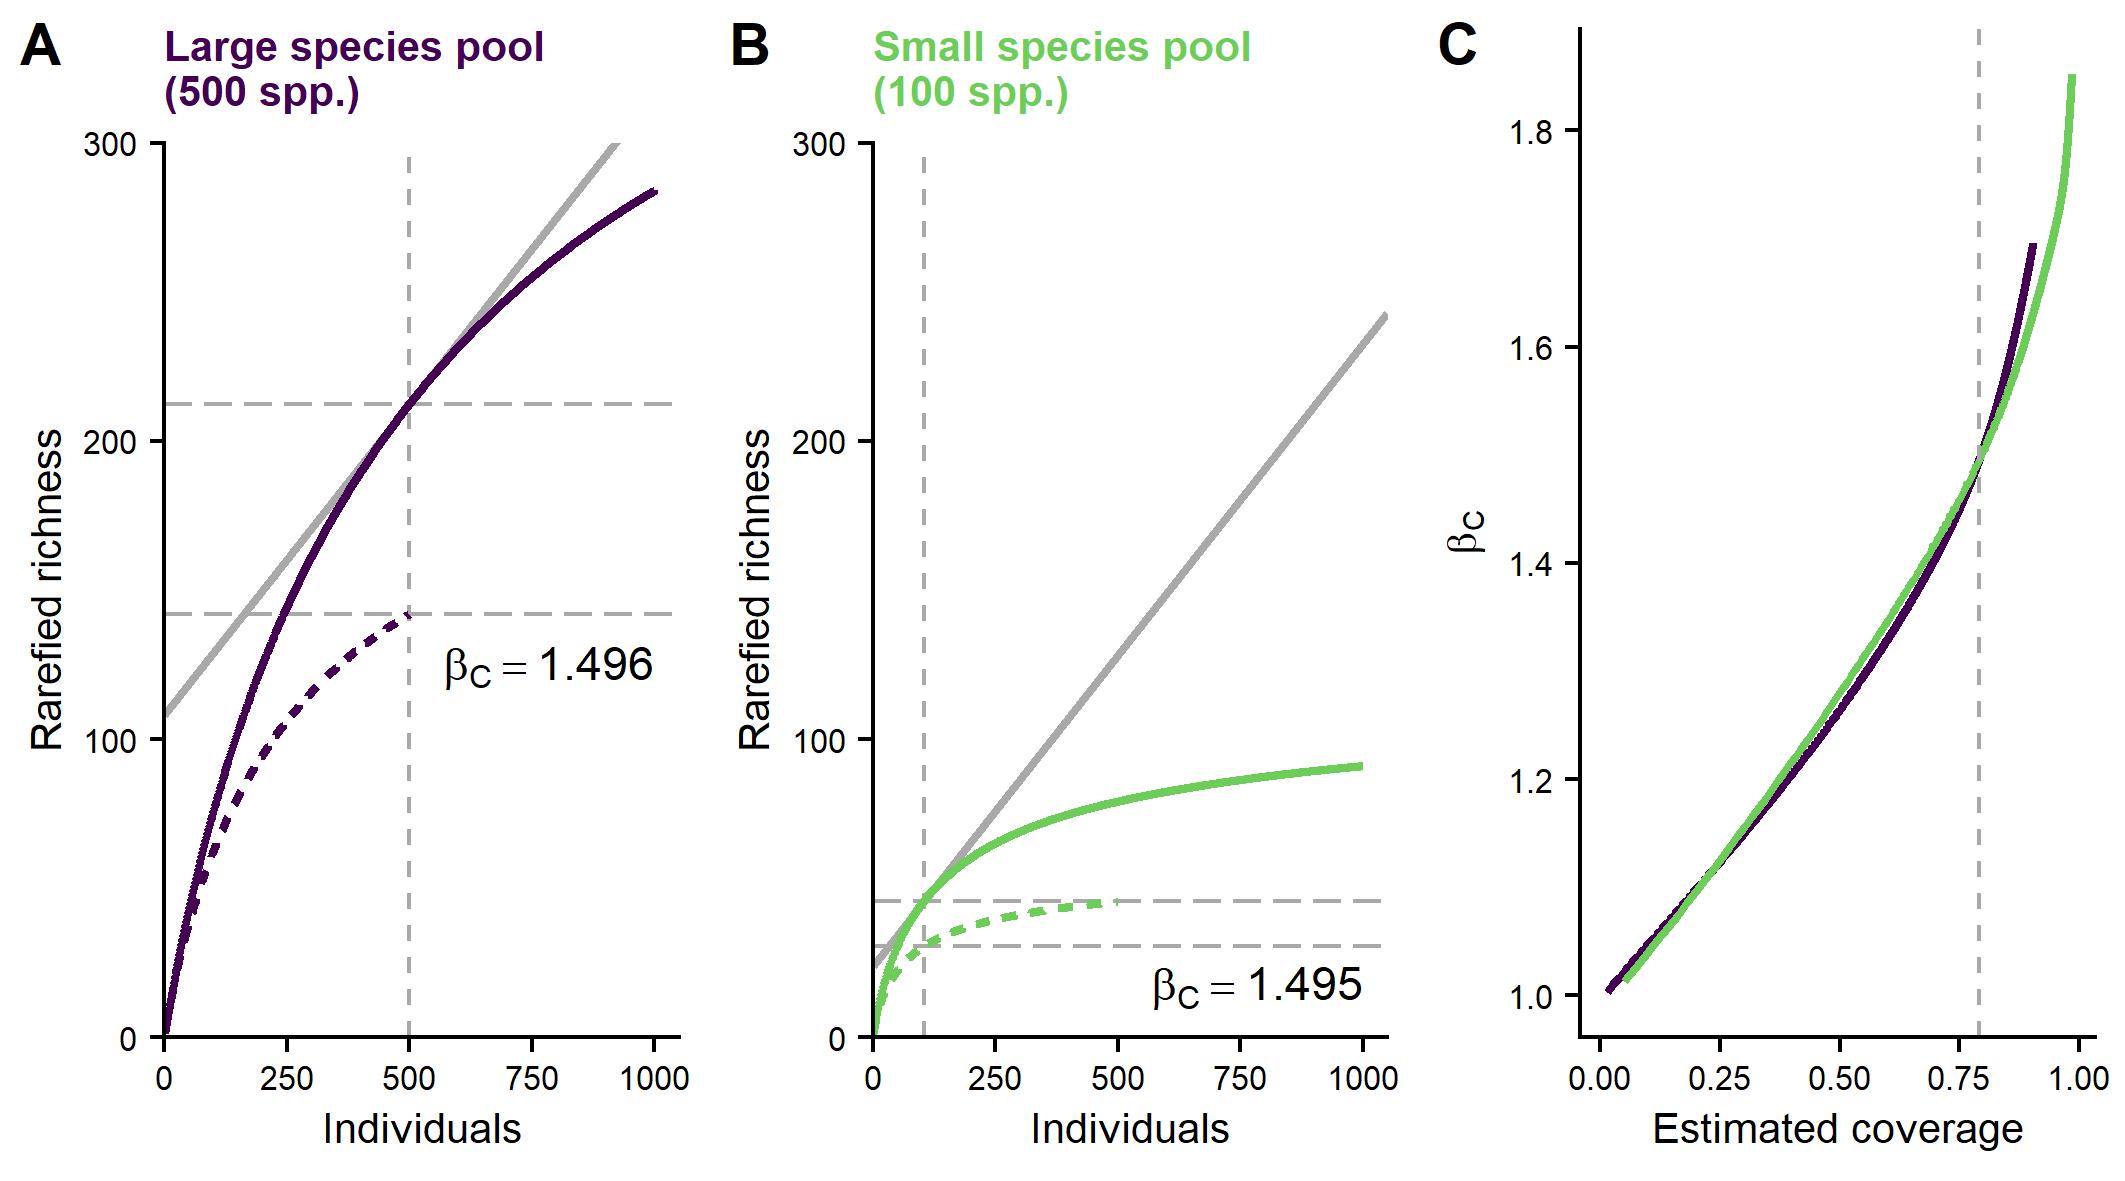 A
Large species pool
(500 spp.)
300
200
100
0
0 250 500 750 1000
Rarefied richness
Individuals
βC = 1.496
B
Small species pool
(100 spp.)
300
200
100
0
0 250 500 750 1000
Rarefied richness
Individuals
βC = 1.495
C
1.8
1.6
1.4
1.2
1.0
0.00 0.25 0.50 0.75 1.00
βC
Estimated coverage